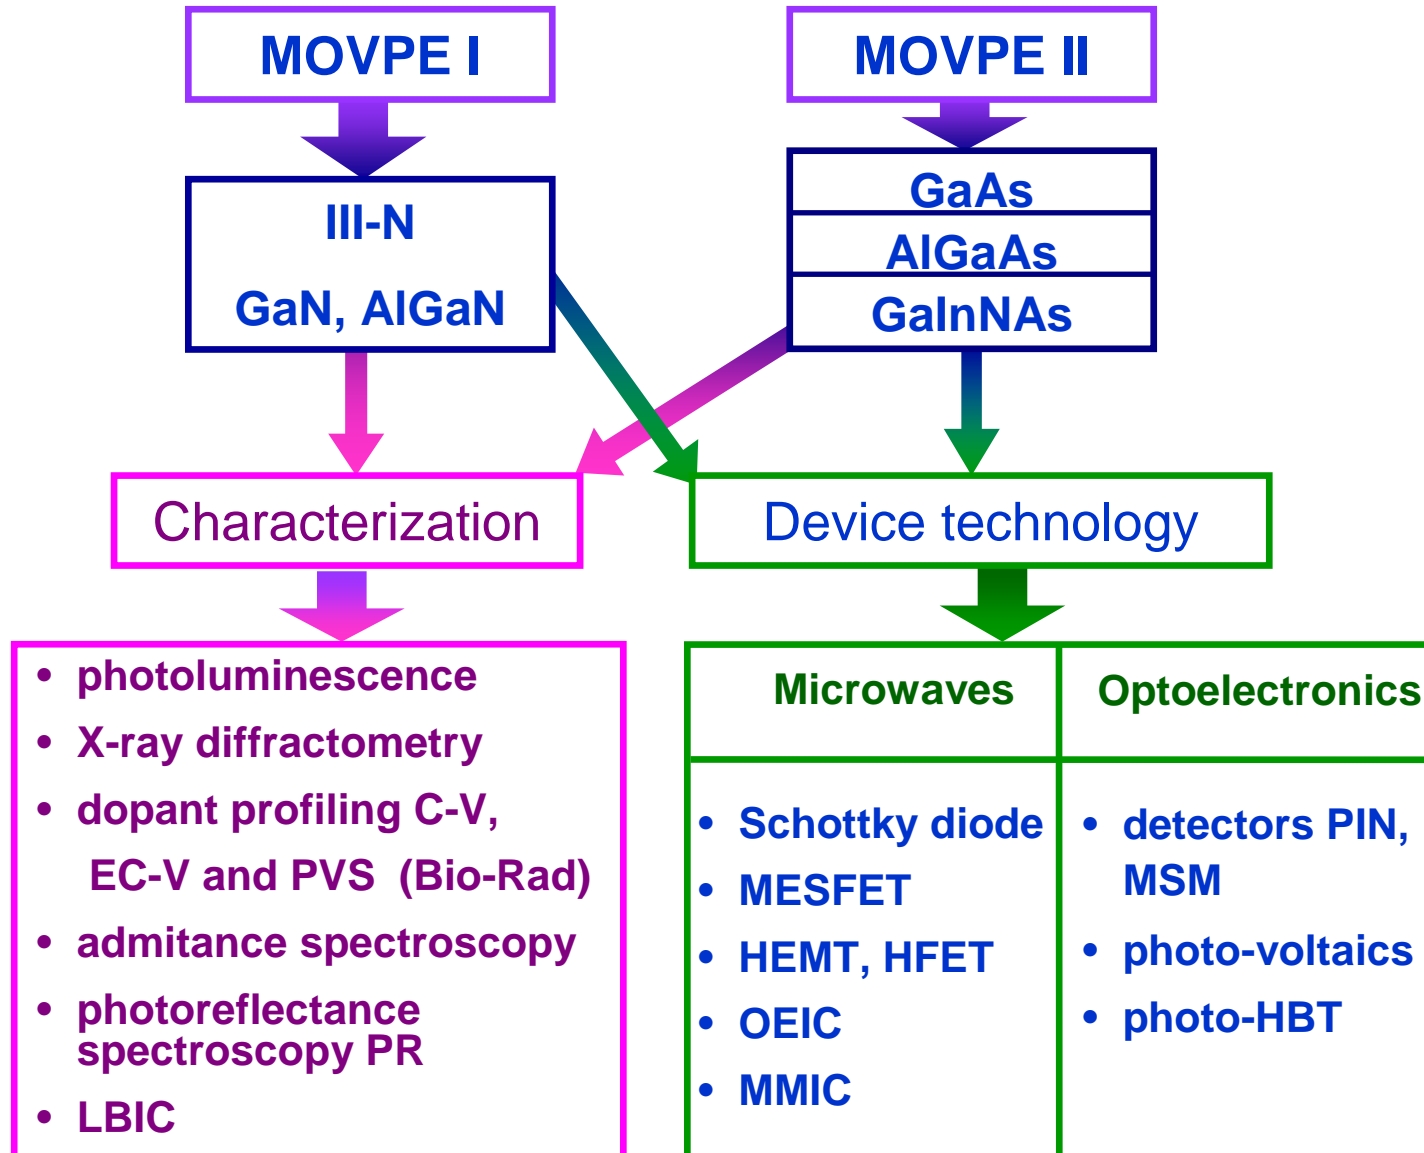 MOVPE I
MOVPE II
III-N
GaN, AlGaN
GaAs
AlGaAs
GaInNAs
Characterization
Device technology
• photoluminescence
• X-ray diffractometry
• dopant profiling C-V,
EC-V and PVS (Bio-Rad)
• admitance spectroscopy
• photoreflectance
spectroscopy PR
• LBIC
Microwaves
• Schottky diode
• MESFET
• HEMT, HFET
• OEIC
• MMIC
Optoelectronics
• detectors PIN,
MSM
• photo-voltaics
• photo-HBT